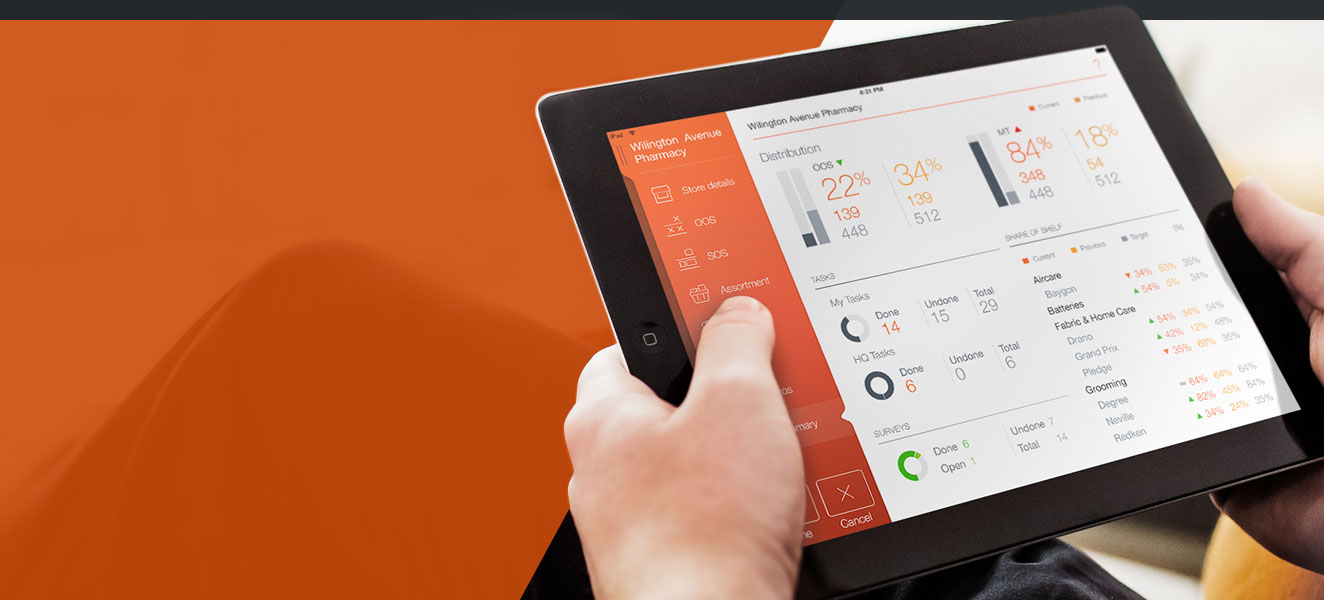 iPad
4:21 PM
Wilington Avenue
Pharmacy
Store details
OOS
SOS
Assortment
Cancel
Wilington Avenue Pharmacy
?
Current
Previous
Distribution
OOS
22%
139
448
34%
139
512
MT
84%
348
448
18%
54
512
TASKS
My Tasks
Done
14
Undone
15
Total
29
HQ Tasks
Done
6
Undone
0
Total
6
SURVEYS
Done 6
Open 1
Undone 7
Total 14
SHARE OF SHELF
Current
Previous
Target
(%)
Aircare
Baygon 34% 53% 35%
Batteries 54% 5% 34%
Fabric & Home Care
Drano 54% 34% 54%
Grand Prix 42% 12% 48%
Pledge 35% 68% 35%
Grooming
Degree 64% 64% 64%
Neville 82% 45% 84%
Redken 34% 24% 35%